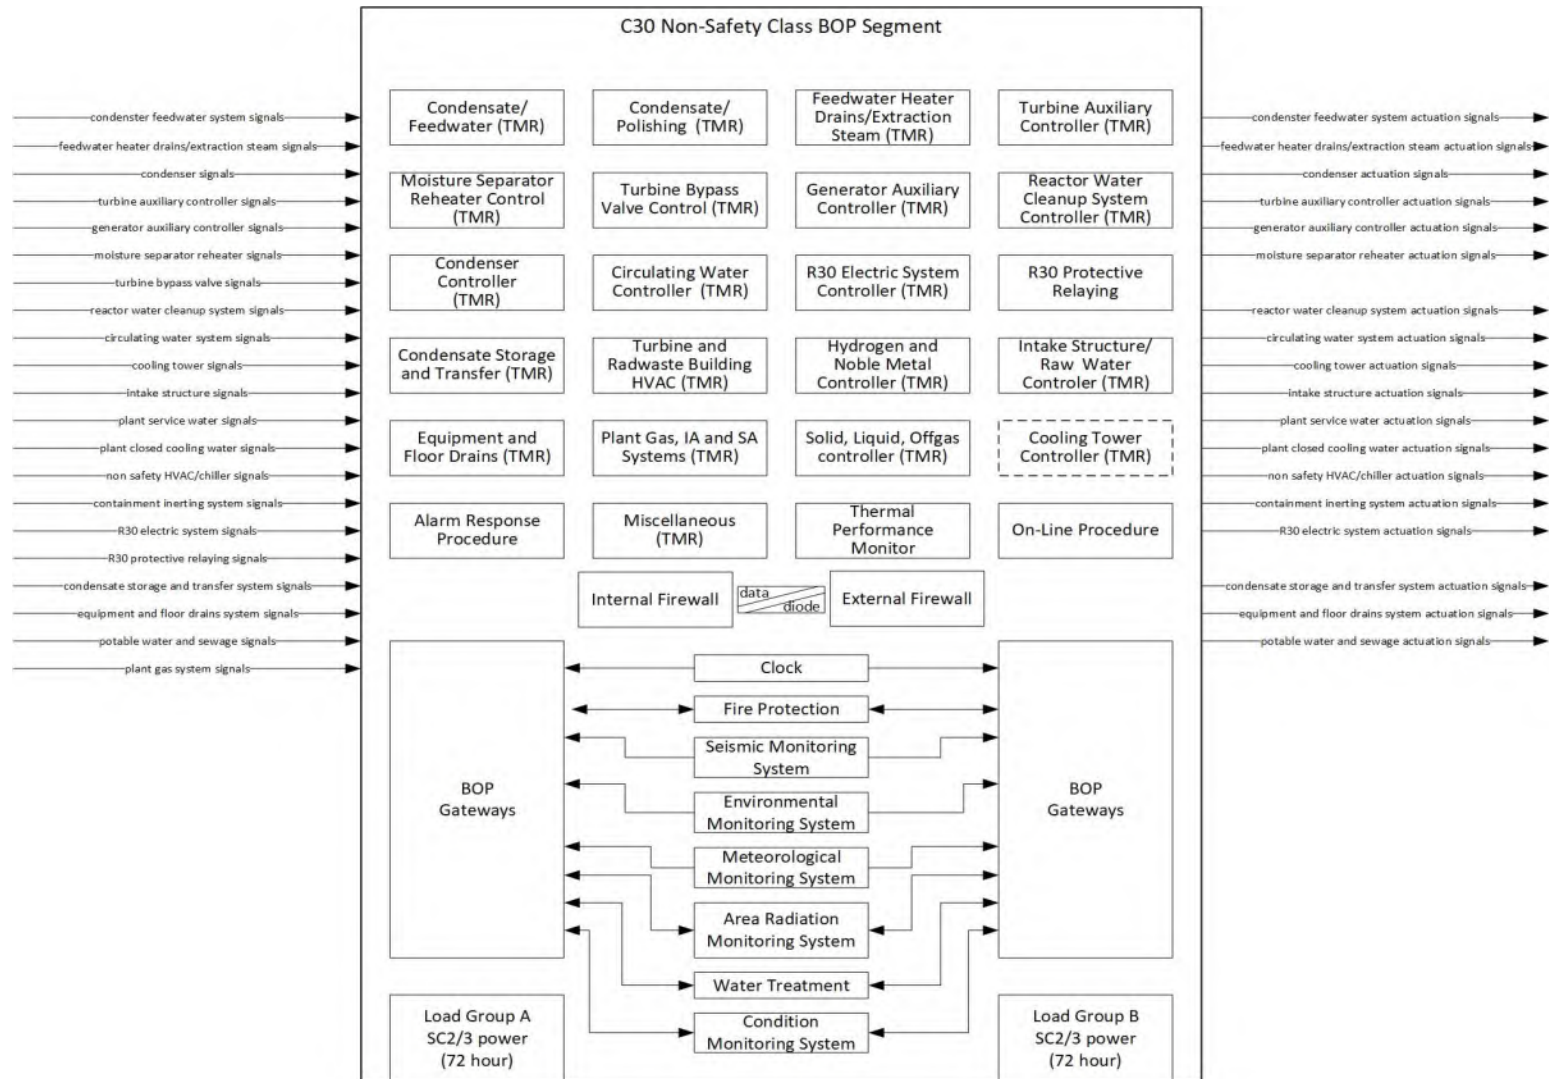 C30 Non-Safety Class BOP Segment
condenster feedwater system signals
feedwater heater drains/extraction steam signals
condenser signals
turbine auxiliary controller signals
generator auxiliary controller signals
moisture separator reheater signals
turbine bypass valve signals
reactor water cleanup system signals
circulating water system signals
cooling tower signals
intake structure signals
plant service water signals
plant closed cooling water signals
non safety HVAC/chiller signals
containment inerting system signals
R30 electric system signals
R30 protective relaying signals
condensate storage and transfer system signals
equipment and floor drains system signals
potable water and sewage signals
plant gas system signals
Condensate/
Feedwater (TMR)
Condensate/
Polishing (TMR)
Feedwater Heater
Drains/Extraction
Steam (TMR)
Turbine Auxiliary
Controller (TMR)
Moisture Separator
Reheater Control
(TMR)
Turbine Bypass
Valve Control (TMR)
Generator Auxiliary
Controller (TMR)
Reactor Water
Cleanup System
Controller (TMR)
Condenser
Controller
(TMR)
Circulating Water
Controller (TMR)
R30 Electric System
Controller (TMR)
R30 Protective
Relaying
Condensate Storage
and Transfer (TMR)
Turbine and
Radwaste Building
HVAC (TMR)
Hydrogen and
Noble Metal
Controller (TMR)
Intake Structure/
Raw Water
Controler (TMR)
Equipment and
Floor Drains (TMR)
Plant Gas, IA and SA
Systems (TMR)
Solid, Liquid, Offgas
controller (TMR)
Cooling Tower
Controller (TMR)
Alarm Response
Procedure
Miscellaneous
(TMR)
Thermal
Performance
Monitor
On-Line Procedure
Internal Firewall
data
diode
External Firewall
BOP
Gateways
Clock
Fire Protection
Seismic Monitoring
System
Environmental
Monitoring System
Meteorological
Monitoring System
Area Radiation
Monitoring System
Water Treatment
Condition
Monitoring System
BOP
Gateways
Load Group A
SC2/3 power
(72 hour)
Load Group B
SC2/3 power
(72 hour)
condenster feedwater system actuation signals
feedwater heater drains/extraction steam actuation signals
condenser actuation signals
turbine auxiliary controller actuation signals
generator auxiliary controller actuation signals
moisture separator reheater actuation signals
reactor water cleanup system actuation signals
circulating water system actuation signals
cooling tower actuation signals
intake structure actuation signals
plant service water actuation signals
plant closed cooling water actuation signals
non safety HVAC/chiller actuation signals
containment inerting system actuation signals
R30 electric system actuation signals
condensate storage and transfer system actuation signals
equipment and floor drains system actuation signals
potable water and sewage actuation signals